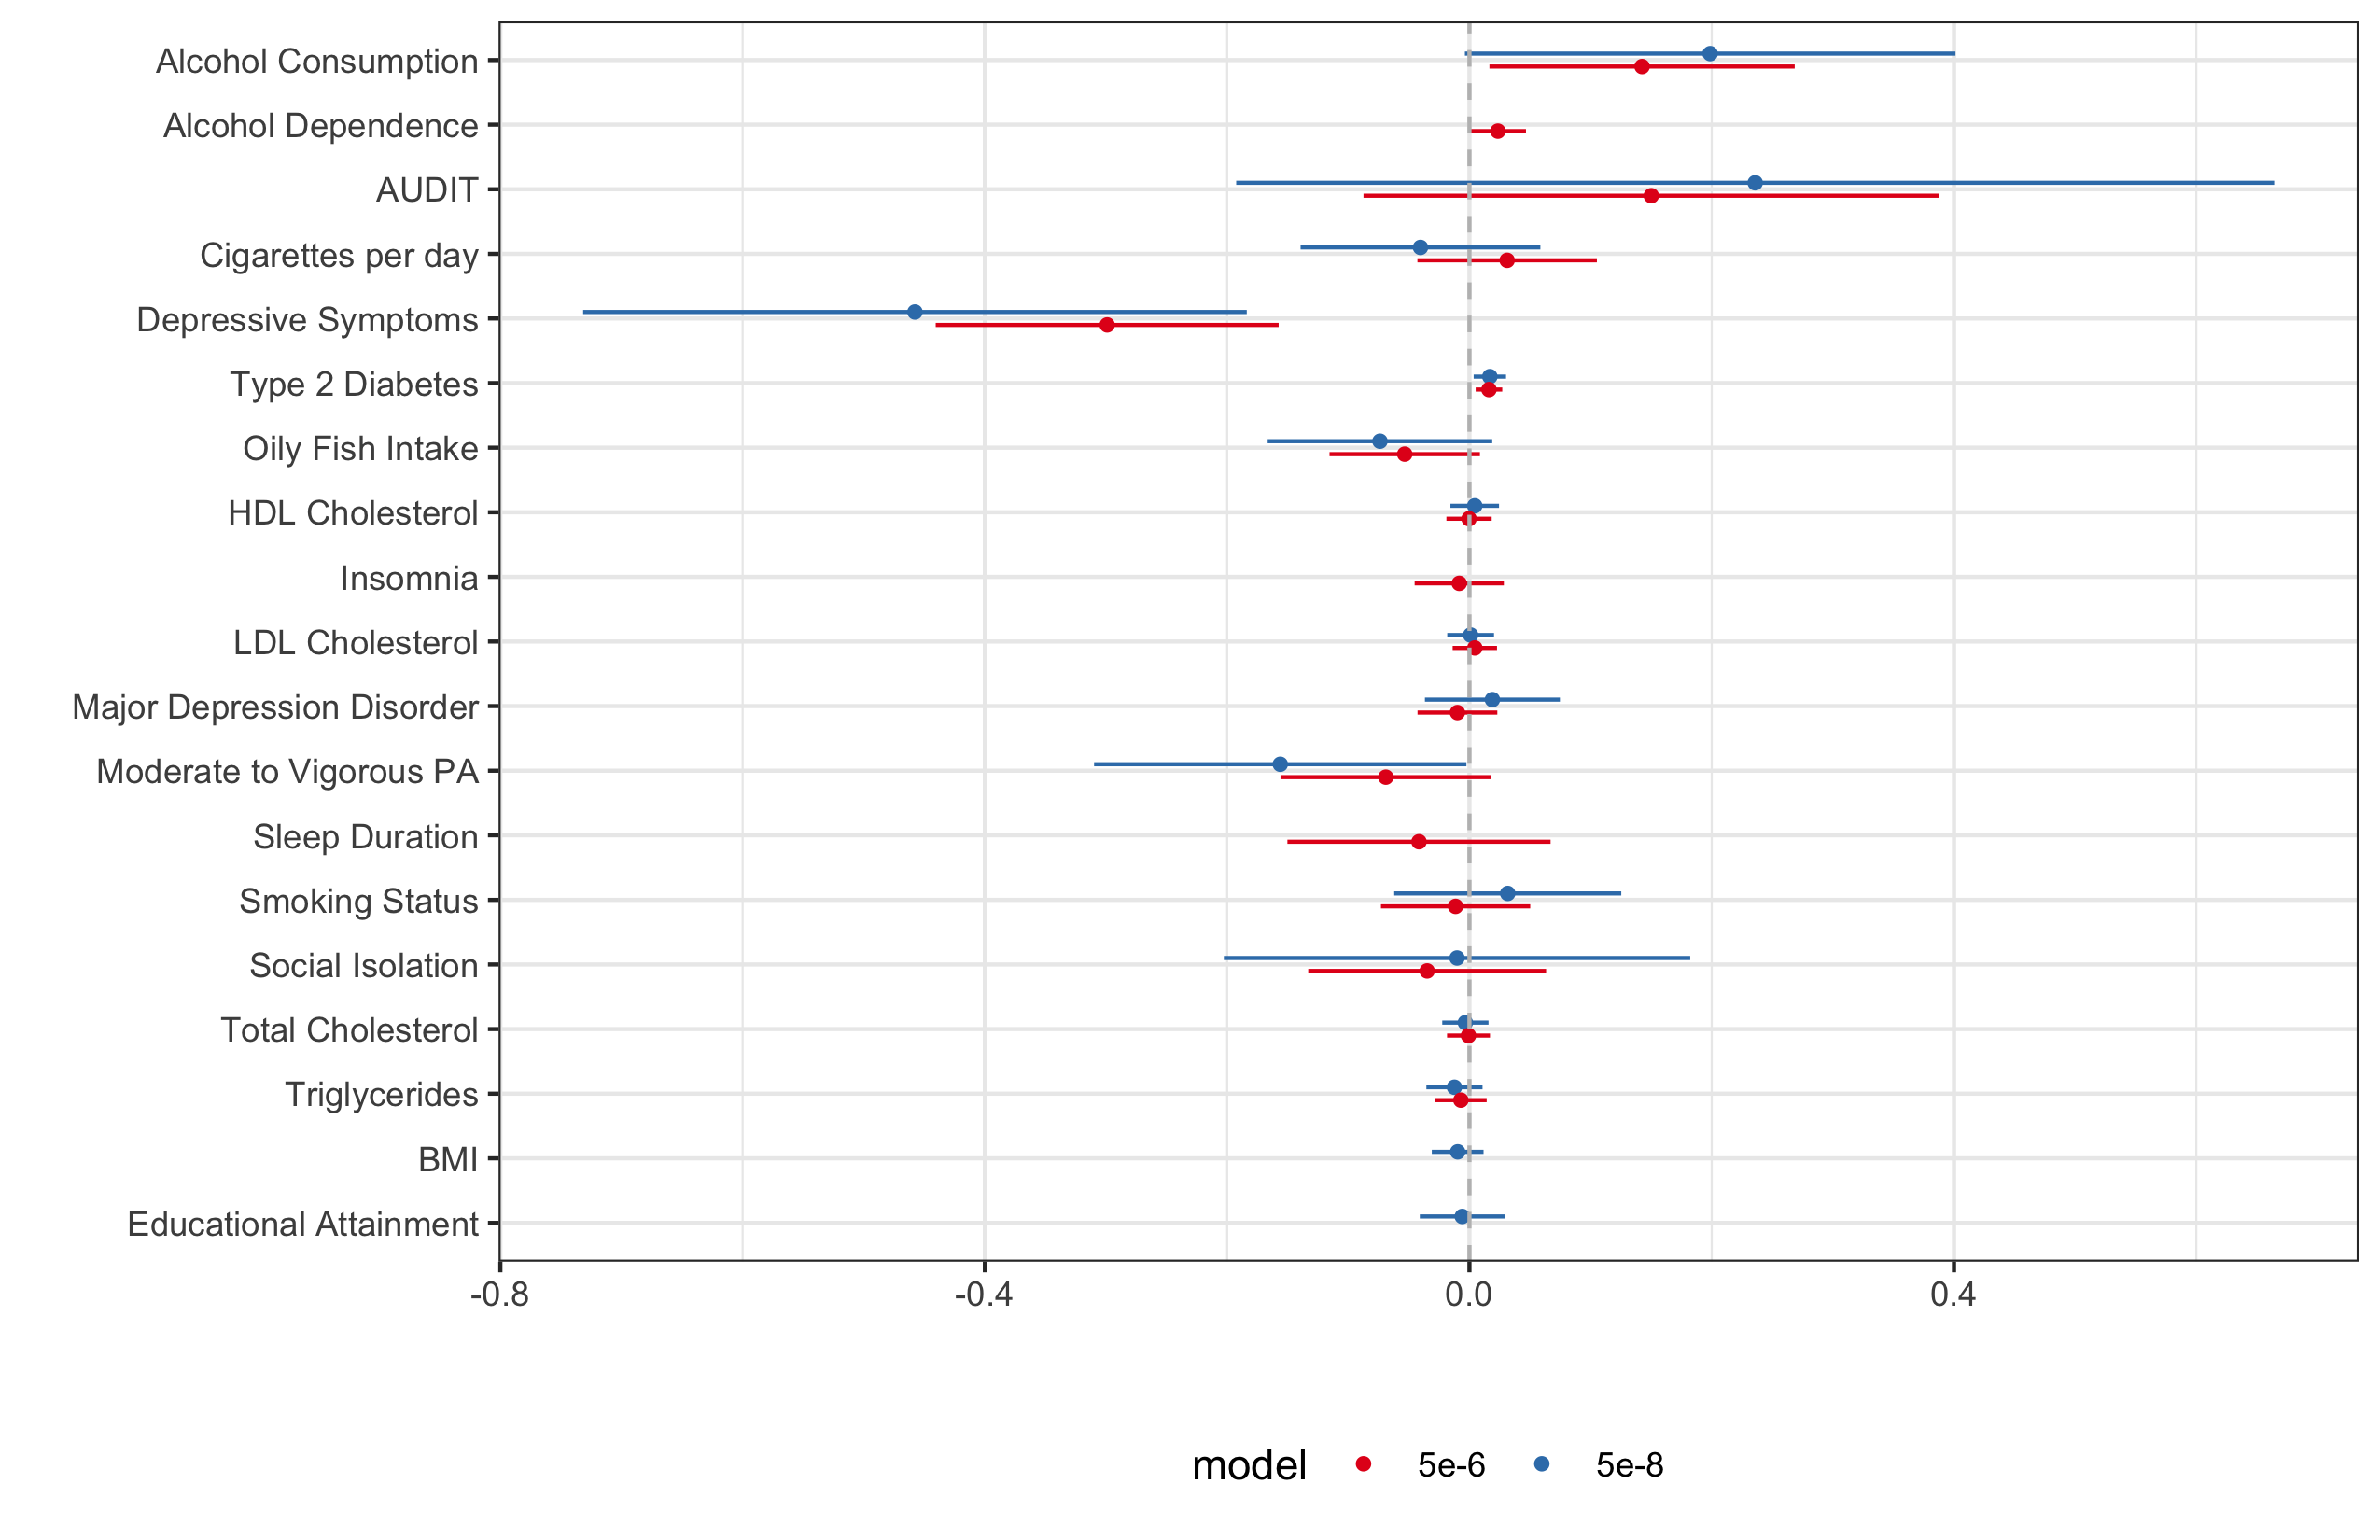 Alcohol Consumption
Alcohol Dependence
AUDIT
Cigarettes per day
Depressive Symptoms
Type 2 Diabetes
Oily Fish Intake
HDL Cholesterol
Insomnia
LDL Cholesterol
Major Depression Disorder
Moderate to Vigorous PA
Sleep Duration
Smoking Status
Social Isolation
Total Cholesterol
Triglycerides
BMI
Educational Attainment
-0.8 -0.4 0.0 0.4
model 5e-6 5e-8